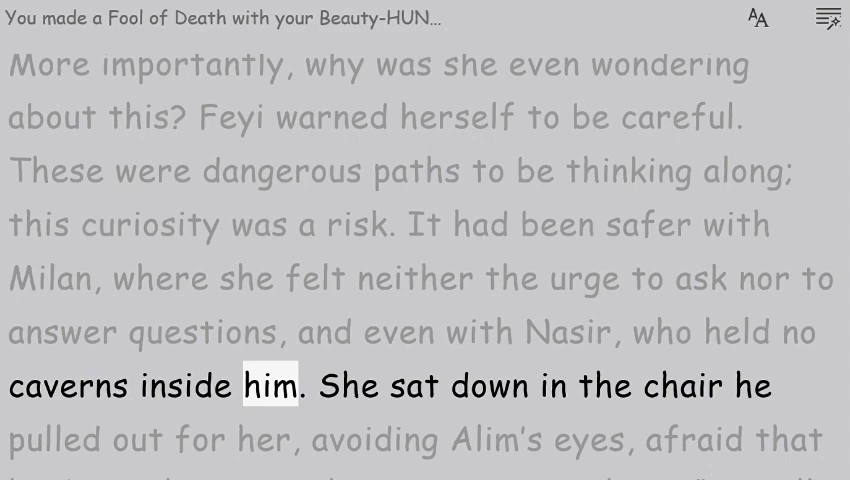 You made a Fool of Death with your Beauty-HUN...
AA
More importantly, why was she even wondering
about this? Feyi warned herself to be careful.
These were dangerous paths to be thinking along;
this curiosity was a risk. It had been safer with
Milan, where she felt neither the urge to ask nor to
answer questions, and even with Nasir, who held no
caverns inside him. She sat down in the chair he
pulled out for her, avoiding Alim's eyes, afraid that